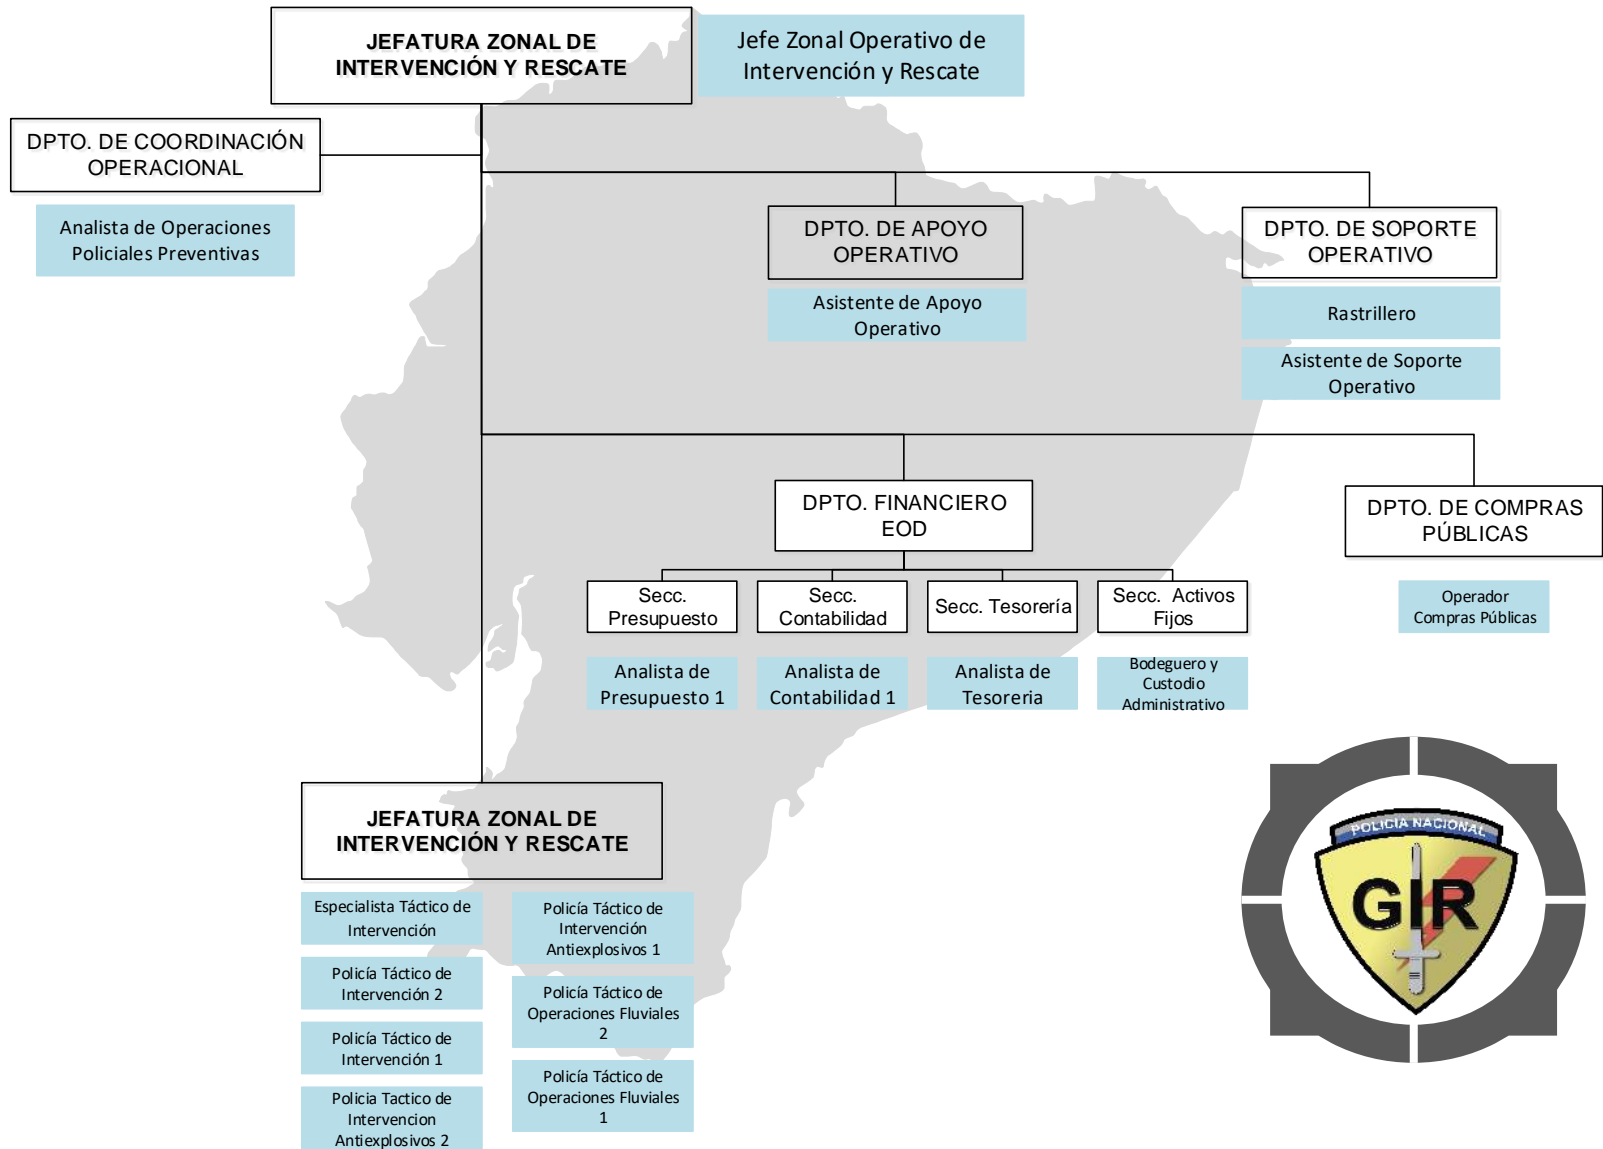 JEFATURA ZONAL DE
INTERVENCIÓN Y RESCATE
Jefe Zonal Operativo de
Intervención y Rescate
DPTO. DE COORDINACIÓN
OPERACIONAL
Analista de Operaciones
Policiales Preventivas
DPTO. DE APOYO
OPERATIVO
Asistente de Apoyo
Operativo
DPTO. DE SOPORTE
OPERATIVO
Rastrillero
Asistente de Soporte
Operativo
DPTO. FINANCIERO
EOD
DPTO. DE COMPRAS
PÚBLICAS
Operador
Compras Públicas
Secc.
Presupuesto
Secc.
Contabilidad
Secc. Tesorería
Secc. Activos
Fijos
Analista de
Presupuesto 1
Analista de
Contabilidad 1
Analista de
Tesoreria
Bodeguero y
Custodio
Administrativo
JEFATURA ZONAL DE
INTERVENCIÓN Y RESCATE
Especialista Táctico de
Intervención
Policía Táctico de
Intervención 2
Policía Táctico de
Intervención 1
Policia Tactico de
Intervencion
Antiexplosivos 2
Policía Táctico de
Intervención
Antiexplosivos 1
Policía Táctico de
Operaciones Fluviales
2
Policía Táctico de
Operaciones Fluviales
1
POLICIA NACIONAL
GIR